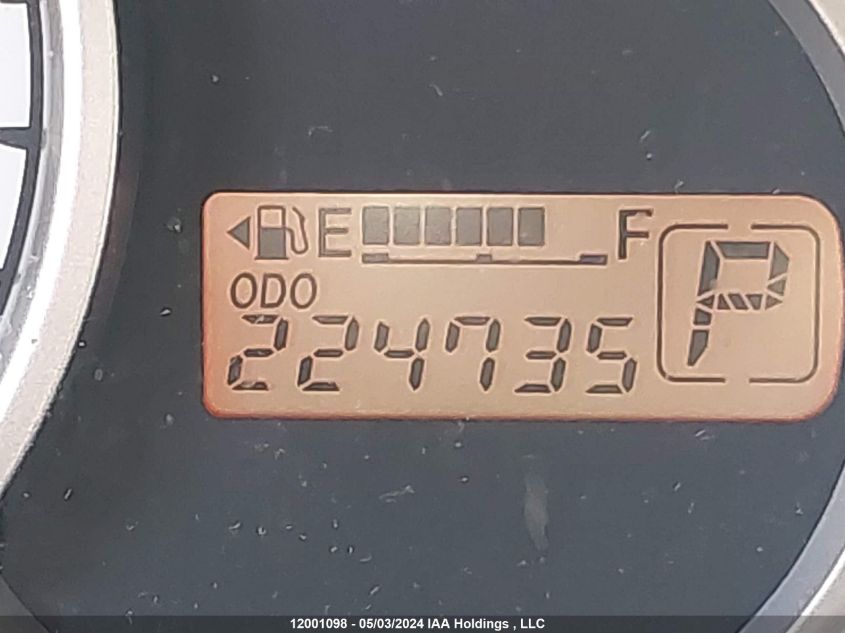 E F
ODO
224735 P
12001098 - 05/03/2024 IAA Holdings , LLC